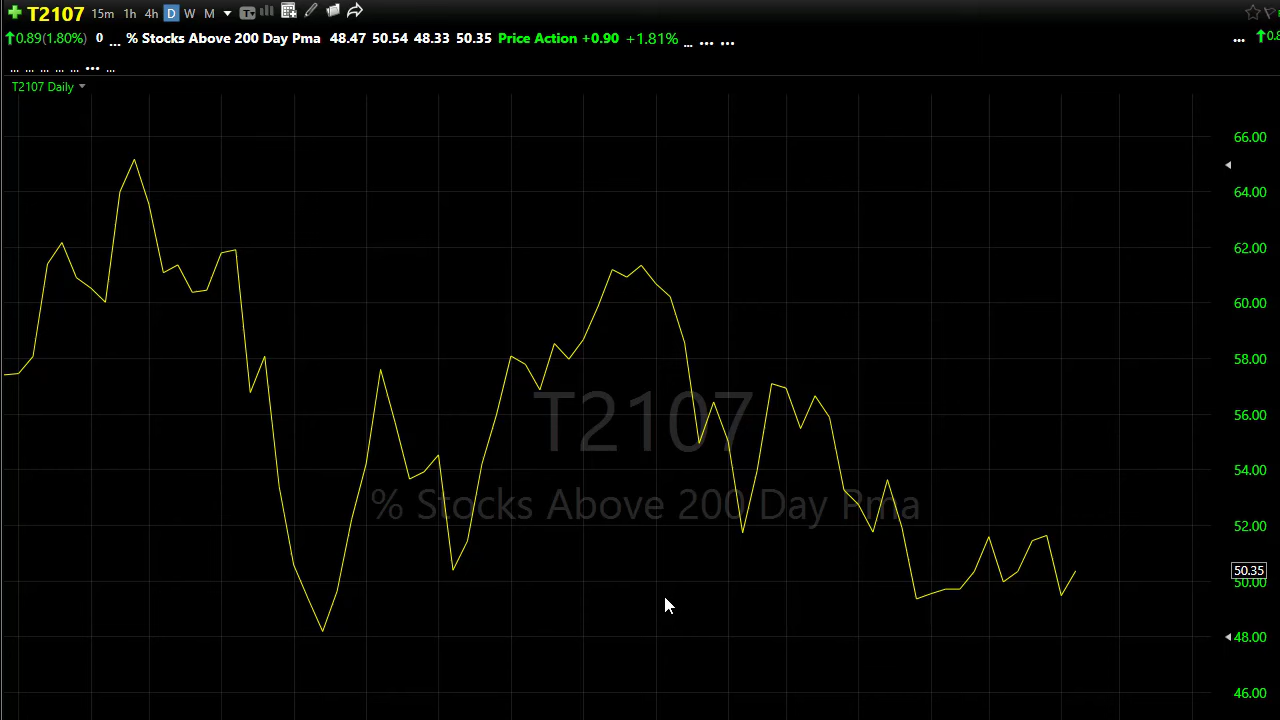 T2107 15m 1h 4h D W M
0.89(1.80%) 0 ... % Stocks Above 200 Day Pma 48.47 50.54 48.33 50.35 Price Action +0.90 +1.81% ... ... ... ... 0.8
... ... ... ... ... ... ...
T2107 Daily
66.00
64.00
62.00
60.00
58.00
56.00
T2107
54.00
% Stocks Above 200 Day Pma
52.00
50.35
50.00
48.00
46.00